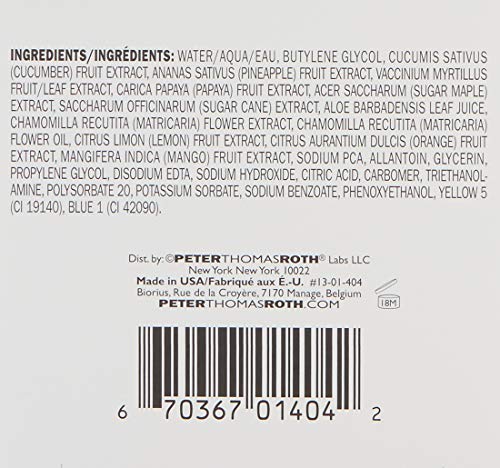 INGREDIENTS/INGRÉDIENTS: WATER/AQUA/EAU, BUTYLENE GLYCOL, CUCUMIS SATIVUS
(CUCUMBER) FRUIT EXTRACT, ANANAS SATIVUS (PINEAPPLE) FRUIT EXTRACT, VACCINIUM MYRTILLUS
FRUIT/LEAF EXTRACT, CARICA PAPAYA (PAPAYA) FRUIT EXTRACT, ACER SACCHARUM (SUGAR MAPLE)
EXTRACT, SACCHARUM OFFICINARUM (SUGAR CANE) EXTRACT, ALOE BARBADENSIS LEAF JUICE,
CHAMOMILLA RECUTITA (MATRICARIA) FLOWER EXTRACT, CHAMOMILLA RECUTITA (MATRICARIA)
FLOWER OIL, CITRUS LIMON (LEMON) FRUIT EXTRACT, CITRUS AURANTIUM DULCIS (ORANGE) FRUIT
EXTRACT, MANGIFERA INDICA (MANGO) FRUIT EXTRACT, SODIUM PCA, ALLANTOIN, GLYCERIN,
PROPYLENE GLYCOL, DISODIUM EDTA, SODIUM HYDROXIDE, CITRIC ACID, CARBOMER, TRIETHANOL-
AMINE, POLYSORBATE 20, POTASSIUM SORBATE, SODIUM BENZOATE, PHENOXYETHANOL, YELLOW 5
(CI 19140), BLUE 1 (CI 42090).
Dist. by: ©PETERTHOMASROTH® Labs LLC
New York New York 10022
Made in USA/Fabriqué aux É.-U. #13-01-404
Biorius, Rue de la Croyère, 7170 Manage, Belgium
PETERTHOMASROTH.COM
18M
6 70367 01404 2